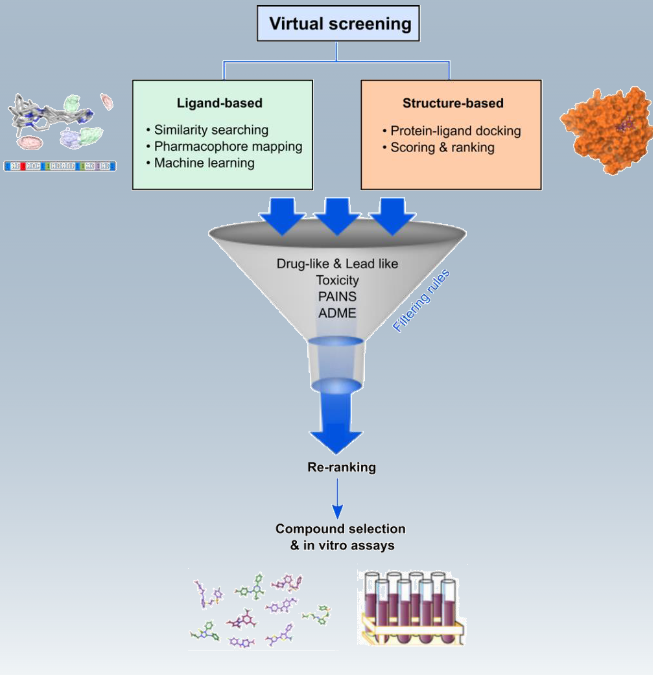 Virtual screening
Ligand-based
• Similarity searching
• Pharmacophore mapping
• Machine learning
Structure-based
• Protein-ligand docking
• Scoring & ranking
Drug-like & Lead like
Toxicity
PAINS
ADME
Filtering rules
Re-ranking
Compound selection
& in vitro assays